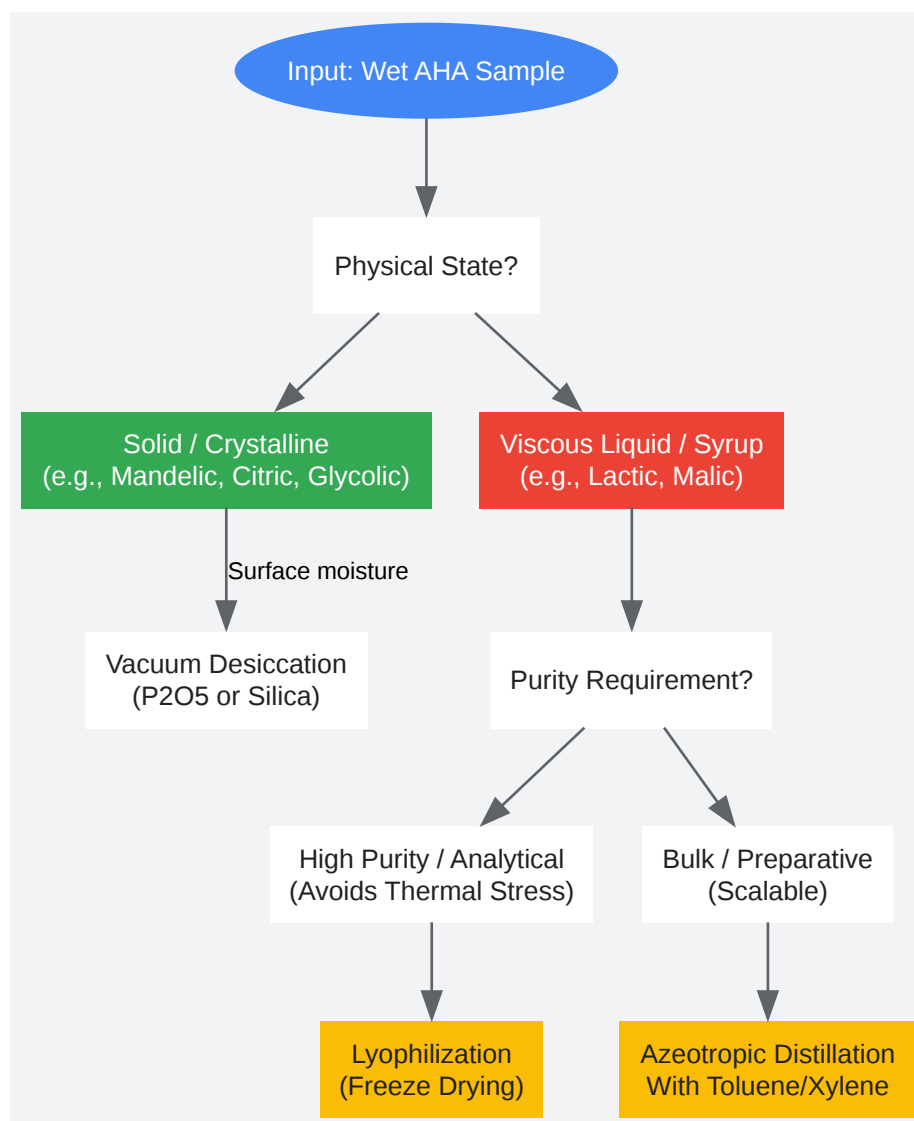 Input: Wet AHA Sample
Physical State?
Solid / Crystalline
(e.g., Mandelic, Citric, Glycolic)
Viscous Liquid / Syrup
(e.g., Lactic, Malic)
Surface moisture
Vacuum Desiccation
(P2O5 or Silica)
Purity Requirement?
High Purity / Analytical
(Avoids Thermal Stress)
Bulk / Preparative
(Scalable)
Lyophilization
(Freeze Drying)
Azeotropic Distillation
With Toluene/Xylene